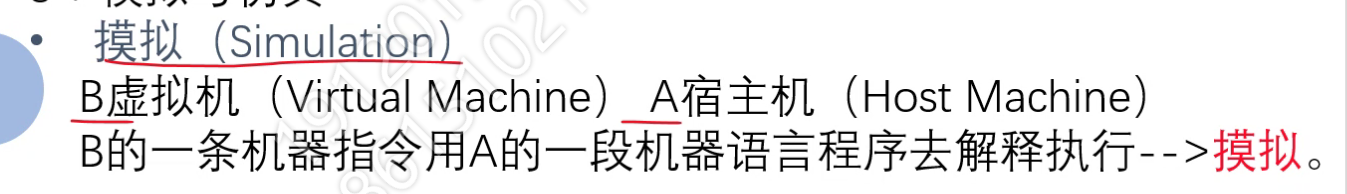 • 摸拟（Simulation）
B虚拟机（Virtual Machine） A宿主机（Host Machine）
B的一条机器指令用A的一段机器语言程序去解释执行-->摸拟。